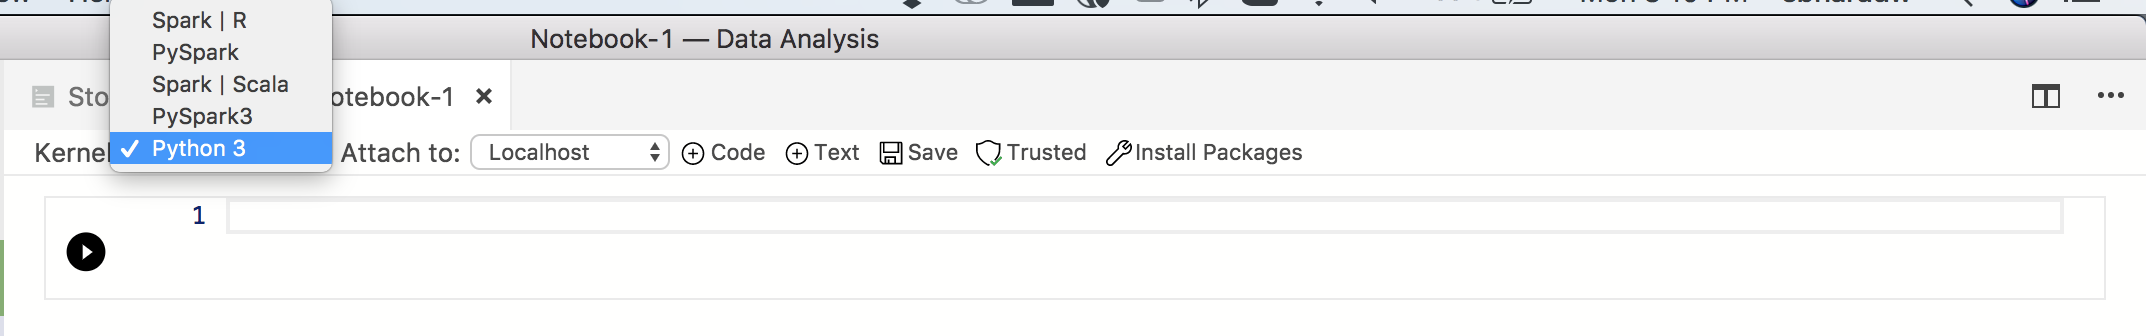 Spark | R
PySpark
Spark | Scala
PySpark3
✓ Python 3
Notebook-1 — Data Analysis
Sto
otebook-1 ×
Kernel
Attach to: Localhost
Code Text Save Trusted Install Packages
1